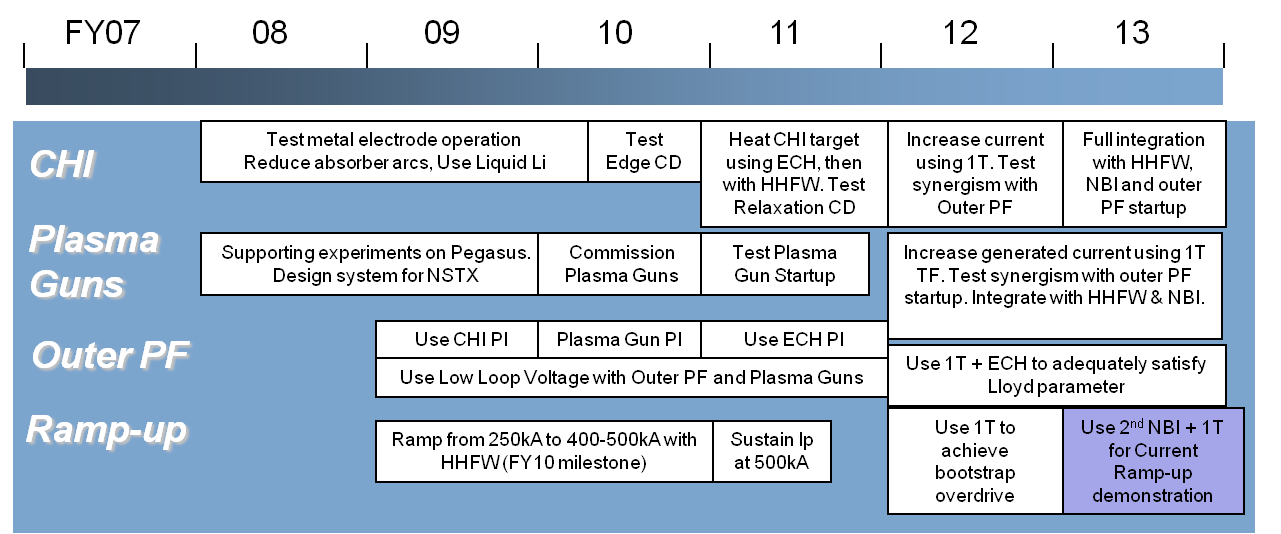 FY07 08 09 10 11 12 13
CHI
Test metal electrode operation
Reduce absorber arcs, Use Liquid Li
Test
Edge CD
Heat CHI target
using ECH, then
with HHFW. Test
Relaxation CD
Increase current
using 1T. Test
synergism with
Outer PF
Full integration
with HHFW,
NBI and outer
PF startup
Plasma
Guns
Supporting experiments on Pegasus.
Design system for NSTX
Commission
Plasma Guns
Test Plasma
Gun Startup
Increase generated current using 1T
TF. Test synergism with outer PF
startup. Integrate with HHFW & NBI.
Outer PF
Use CHI PI
Plasma Gun PI
Use ECH PI
Use Low Loop Voltage with Outer PF and Plasma Guns
Use 1T + ECH to adequately satisfy
Lloyd parameter
Ramp-up
Ramp from 250kA to 400-500kA with
HHFW (FY10 milestone)
Sustain Ip
at 500kA
Use 1T to
achieve
bootstrap
overdrive
Use 2nd NBI + 1T
for Current
Ramp-up
demonstration